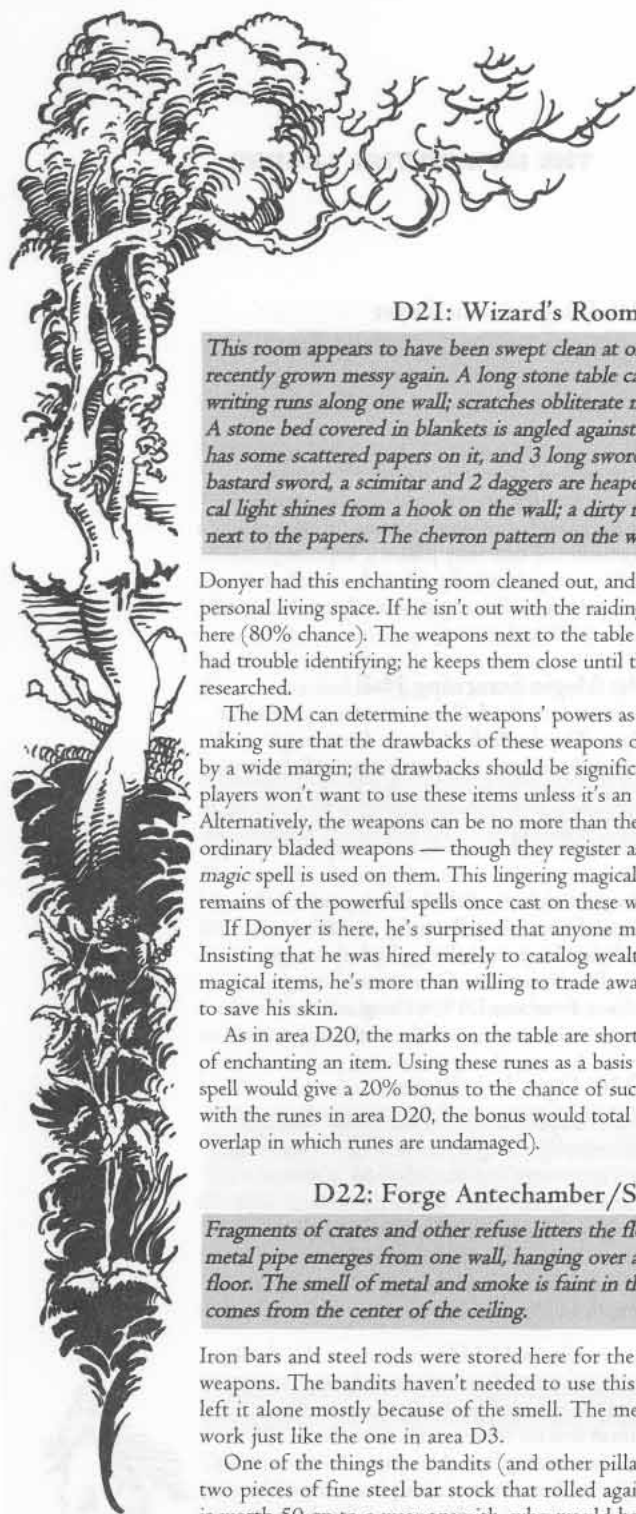 D21: Wizard's Room
This room appears to have been swept clean at o
recently grown messy again. A long stone table ca
writing runs along one wall; scratches obliterate
A stone bed covered in blankets is angled against
has some scattered papers on it, and 3 long sword
bastard sword, a scimitar and 2 daggers are heape
cal light shines from a hook on the wall; a dirty
next to the papers. The chevron pattern on the w
Donyer had this enchanting room cleaned out, and
personal living space. If he isn't out with the raiding
here (80% chance). The weapons next to the table
had trouble identifying; he keeps them close until t
researched.
The DM can determine the weapons' powers as
making sure that the drawbacks of these weapons o
by a wide margin; the drawbacks should be signific
players won't want to use these items unless it's an
Alternatively, the weapons can be no more than the
ordinary bladed weapons — though they register as
magic spell is used on them. This lingering magical
remains of the powerful spells once cast on these w
If Donyer is here, he's surprised that anyone m
Insisting that he was hired merely to catalog wealt
magical items, he's more than willing to trade awa
to save his skin.
As in area D20, the marks on the table are short
of enchanting an item. Using these runes as a basis
spell would give a 20% bonus to the chance of suc
with the runes in area D20, the bonus would total
overlap in which runes are undamaged).
D22: Forge Antechamber/S
Fragments of crates and other refuse litters the fl
metal pipe emerges from one wall, hanging over a
floor. The smell of metal and smoke is faint in th
comes from the center of the ceiling.
Iron bars and steel rods were stored here for the
weapons. The bandits haven't needed to use this
left it alone mostly because of the smell. The me
work just like the one in area D3.
One of the things the bandits (and other pilla
two pieces of fine steel bar stock that rolled agai